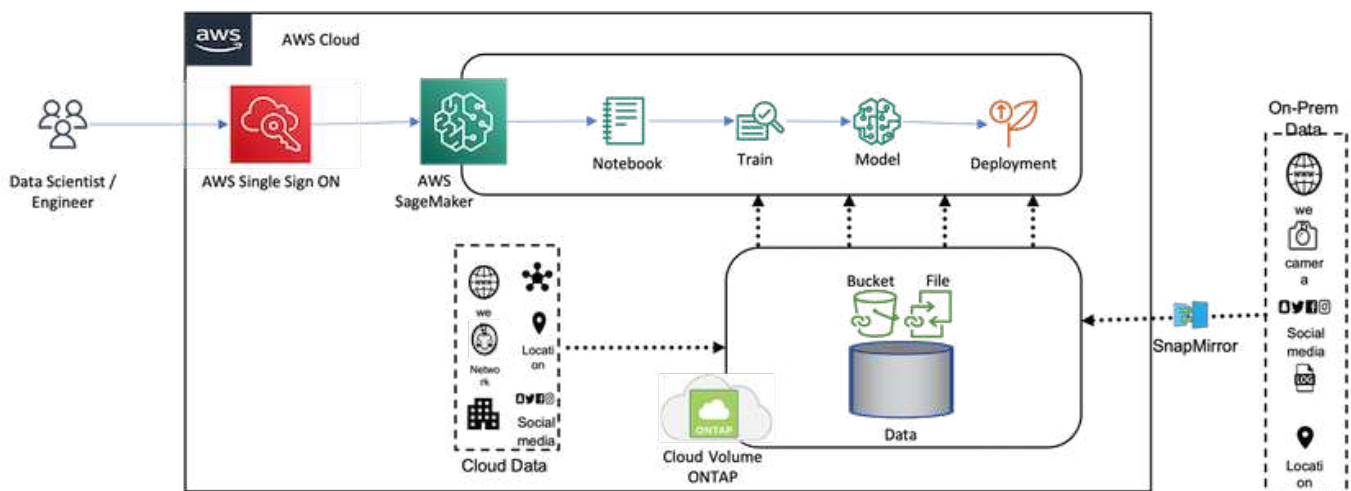 aws
AWS Cloud
Data Scientist /
Engineer
AWS Single Sign ON
AWS
SageMaker
Notebook
Train
Model
Deployment
On-Prem
Data
WWW
we
camer
a
Social
media
LOG
Locati
on
SnapMirror
WWW
we
Netwo
rk
Locati
on
Social
media
Cloud Data
Bucket
File
Data
ONTAP
Cloud Volume
ONTAP